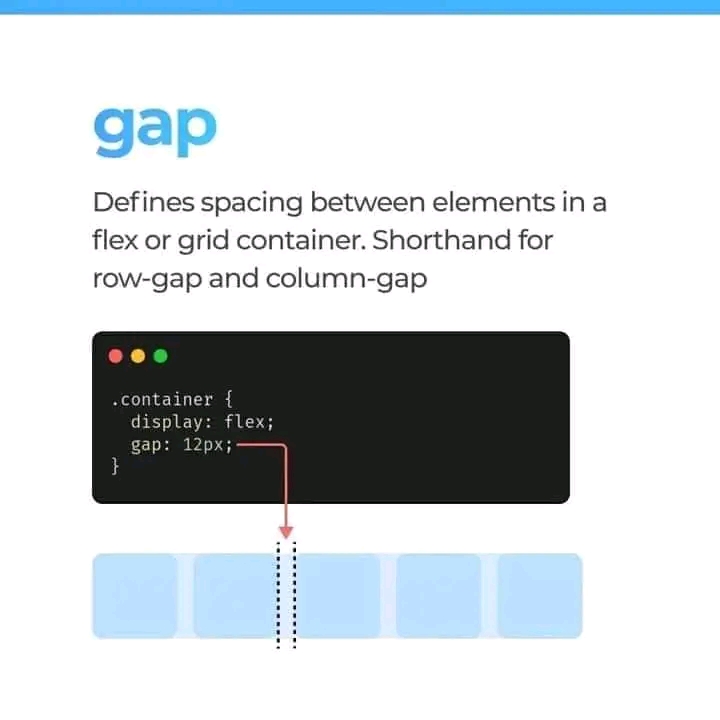 gap
Defines spacing between elements in a
flex or grid container. Shorthand for
row-gap and column-gap
.container {
  display: flex;
  gap: 12px;
}